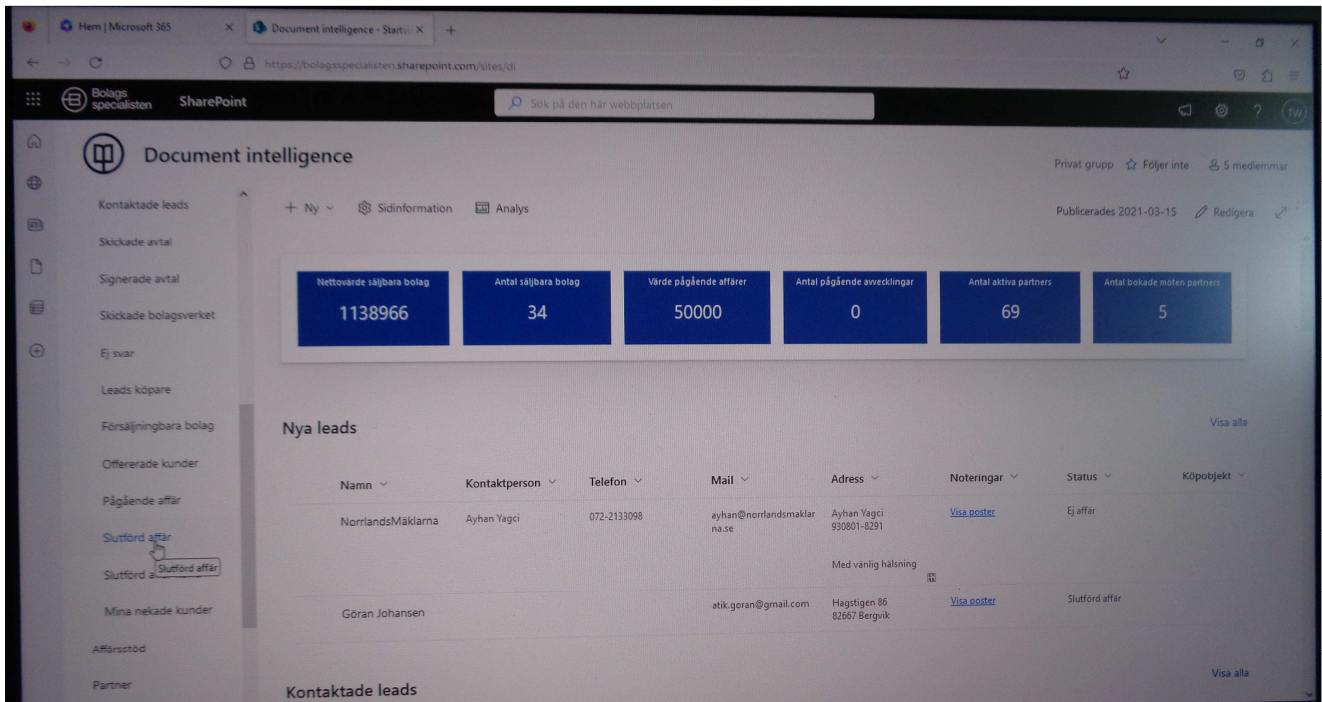 Hem | Microsoft 365
Document intelligence - Starts
https://bolagsspecialisten.sharepoint.com/sites/di
Bolags
specialisten
SharePoint
Sök på den här webbplatsen
TW
Document intelligence
Privat grupp
Följer inte
5 medlemmar
Kontaktade leads
Skickade avtal
Signerade avtal
Skickade bolagsverket
Ej svar
Leads köpare
Försäljningbara bolag
Offererade kunder
Pågående affär
Slutförd affär
Slutförd a
Slutförd affär
Mina nekade kunder
Affärsstöd
Partner
+ Ny
Sidinformation
Analys
Publicerades 2021-03-15
Redigera
Nettovärde säljbara bolag
1138966
Antal säljbara bolag
34
Värde pågående affärer
50000
Antal pågående avvecklingar
0
Antal aktiva partners
69
Antal bokade möten partners
5
Nya leads
Visa alla
Namn Kontaktperson Telefon Mail Adress Noteringar Status Köpobjekt
NorrlandsMäklarna Ayhan Yagci 072-2133098
ayhan@norrlandsmaklar
na.se
Ayhan Yagci
930801-8291
Med vänlig hälsning
Visa poster
Ej affär
Göran Johansen
atik.goran@gmail.com
Hagstigen 86
82667 Bergvik
Visa poster
Slutförd affär
Kontaktade leads
Visa alla